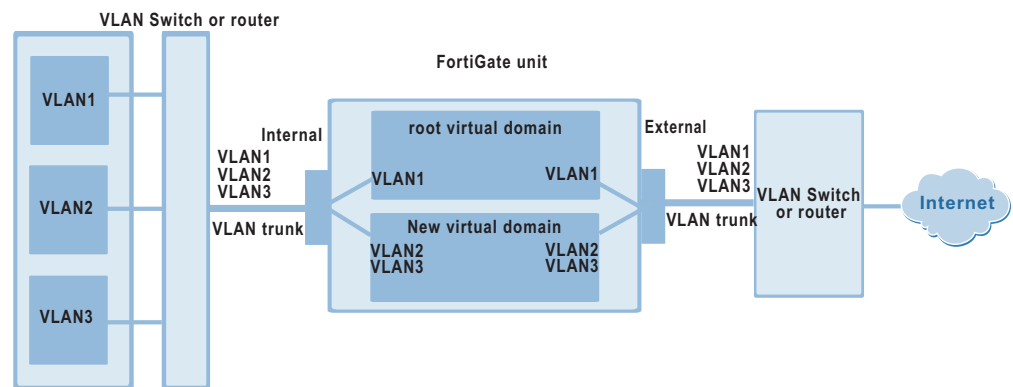 VLAN Switch or router
FortiGate unit
VLAN1
VLAN2
VLAN3
Internal
VLAN1
VLAN2
VLAN3
VLAN trunk
root virtual domain
VLAN1
VLAN1
New virtual domain
VLAN2
VLAN3
VLAN2
VLAN3
External
VLAN1
VLAN2
VLAN3
VLAN trunk
VLAN Switch
or router
Internet